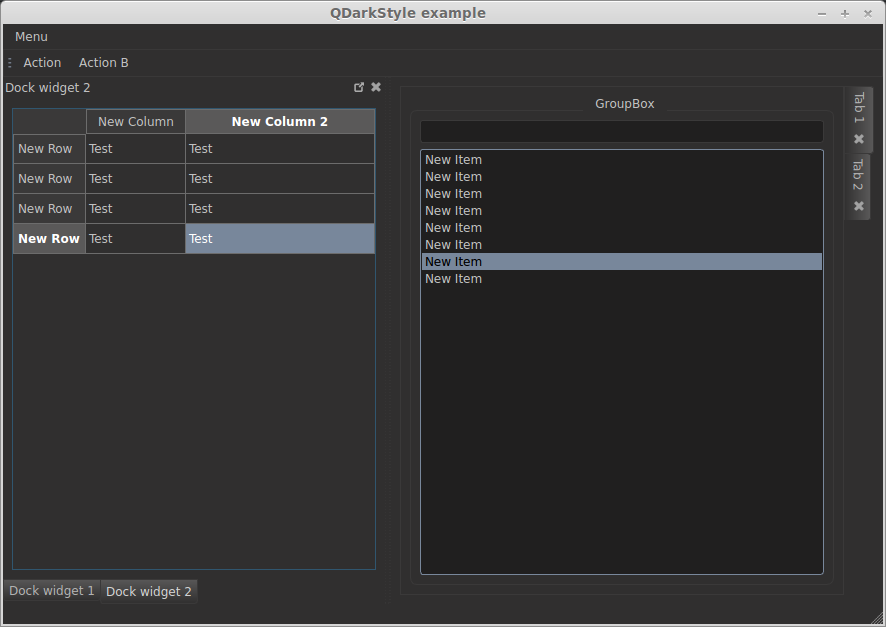 QDarkStyle example
Menu
Action Action B
Dock widget 2
New Column New Column 2
New Row Test Test
New Row Test Test
New Row Test Test
New Row Test Test
Dock widget 1 Dock widget 2
GroupBox
New Item
New Item
New Item
New Item
New Item
New Item
New Item
New Item
Tab 1
Tab 2